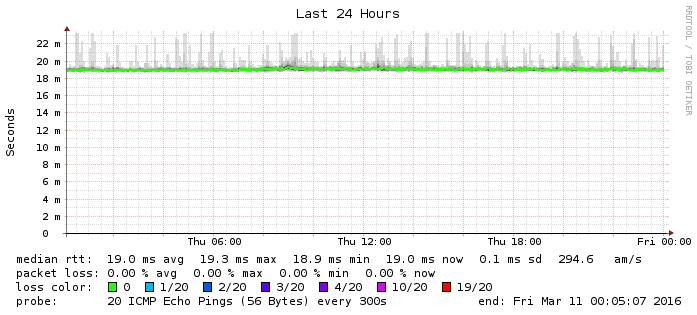 Last 24 Hours
RRDTOOL / TOBI OETIKER
Seconds
22 m
20 m
18 m
16 m
14 m
12 m
10 m
8 m
6 m
4 m
2 m
0
Thu 06:00 Thu 12:00 Thu 18:00 Fri 00:00
median rtt: 19.0 ms avg 19.3 ms max 18.9 ms min 19.0 ms now 0.1 ms sd 294.6 am/s
packet loss: 0.00 % avg 0.00 % max 0.00 % min 0.00 % now
loss color: 0 1/20 2/20 3/20 4/20 10/20 19/20
probe: 20 ICMP Echo Pings (56 Bytes) every 300s end: Fri Mar 11 00:05:07 2016